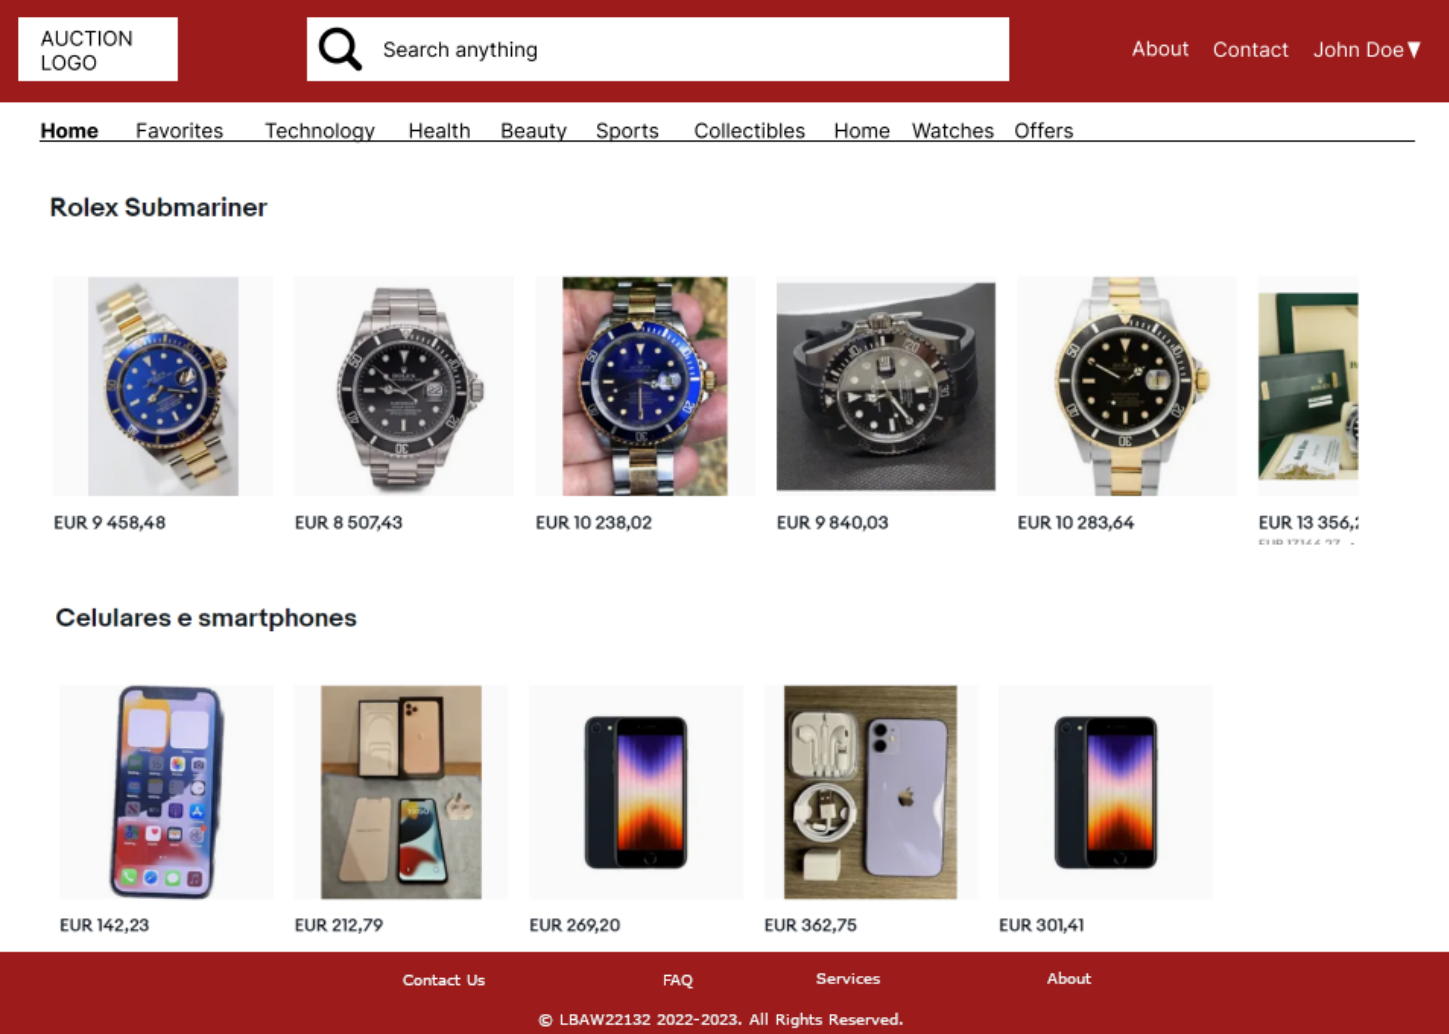 AUCTION
LOGO
Search anything
About Contact John Doe▼
Home Favorites Technology Health Beauty Sports Collectibles Home Watches Offers
Rolex Submariner
EUR 9 458,48 EUR 8 507,43 EUR 10 238,02 EUR 9 840,03 EUR 10 283,64 EUR 13 356,
Celulares e smartphones
EUR 142,23 EUR 212,79 EUR 269,20 EUR 362,75 EUR 301,41
Contact Us FAQ Services About
© LBAW22132 2022-2023. All Rights Reserved.